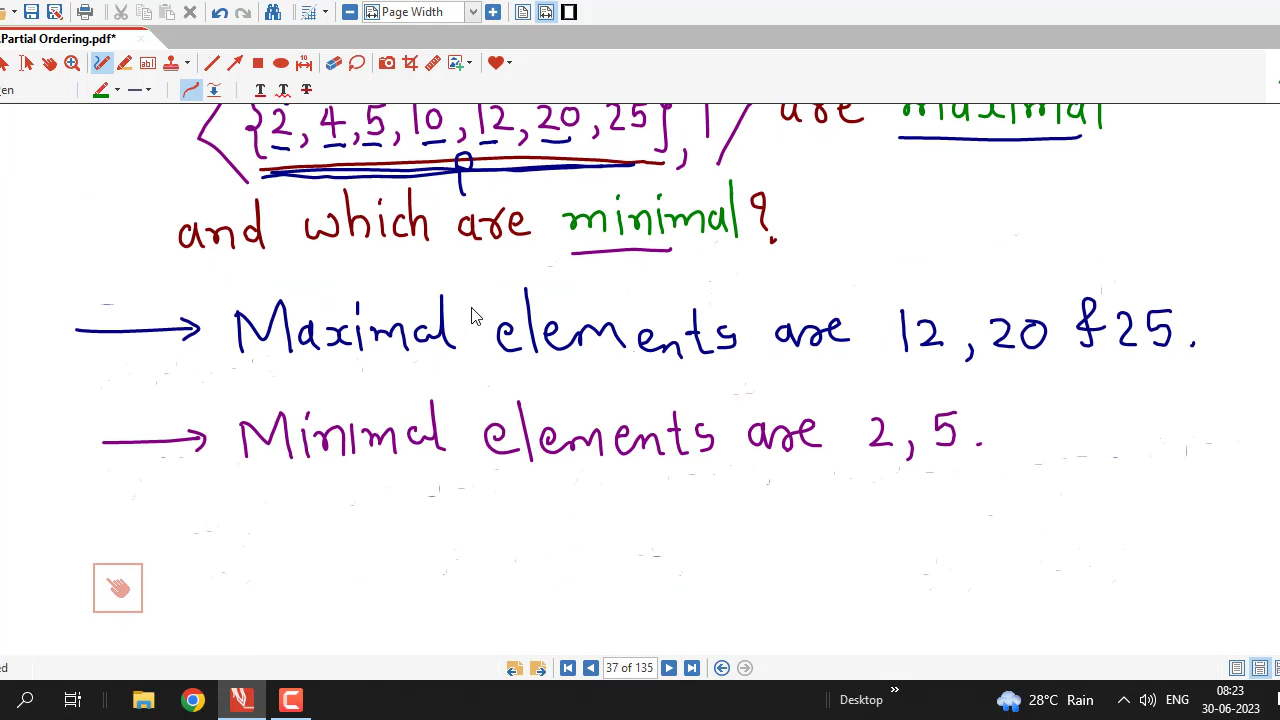 Page Width
.Partial Ordering.pdf*
en
< {2, 4, 5, 10, 12, 20, 25}, | > are maximal
and which are minimal?
→ Maximal elements are 12, 20 & 25.
→ Minimal elements are 2, 5.
ed
37 of 135
Desktop
»
28°C Rain
ENG
08:23
30-06-2023